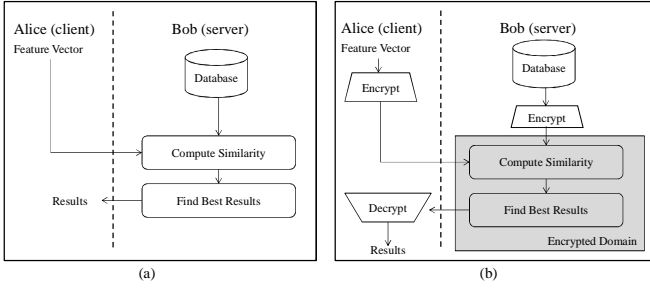 Alice (client)
Bob (server)
Feature Vector
Database
Compute Similarity
Results
Find Best Results
(a)
Alice (client)
Bob (server)
Feature Vector
Database
Encrypt
Encrypt
Compute Similarity
Decrypt
Find Best Results
Encrypted Domain
Results
(b)